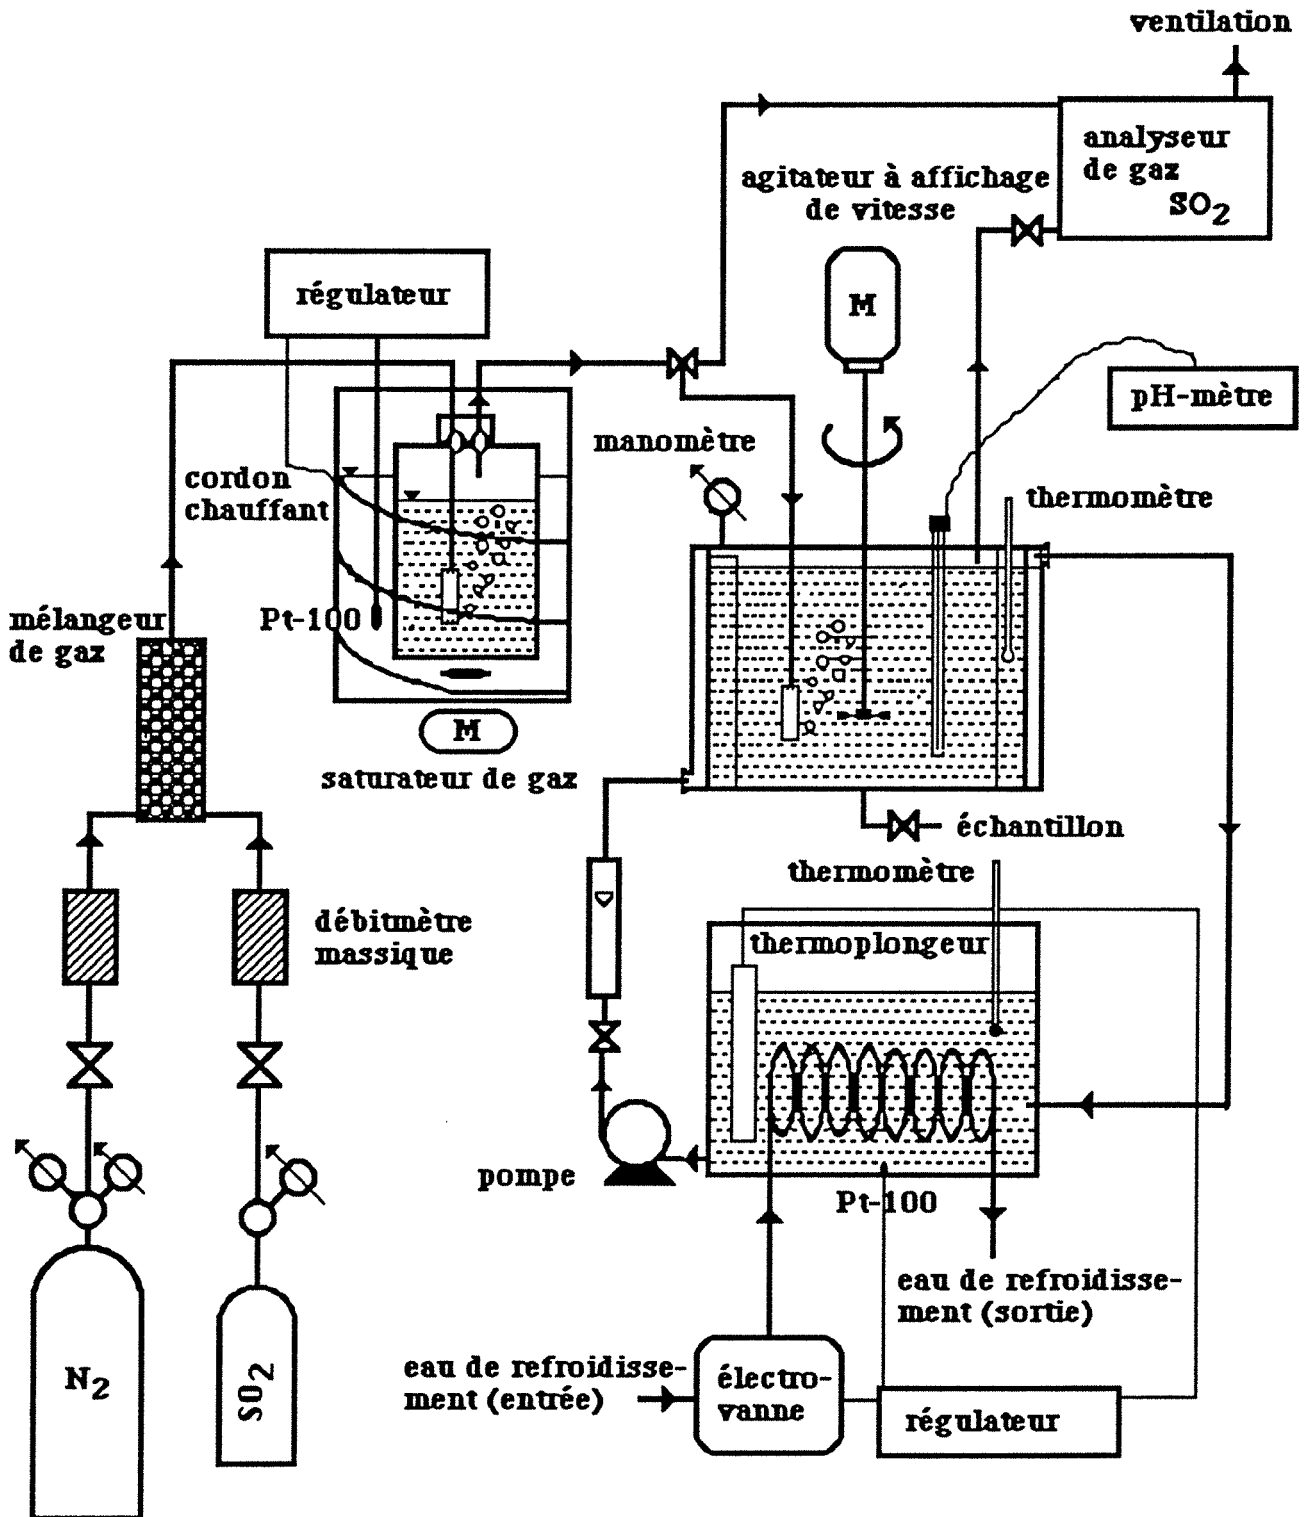 ventilation
analyseur
de gaz
SO2
agitateur à affichage
de vitesse
M
régulateur
pH-mètre
manomètre
cordon
chauffant
thermomètre
Pt-100
mélangeur
de gaz
M
saturateur de gaz
échantillon
thermomètre
débitmètre
massique
thermoplongeur
pompe
Pt-100
eau de refroidisse-
ment (sortie)
N2
SO2
eau de refroidisse-
ment (entrée)
électro-
vanne
régulateur